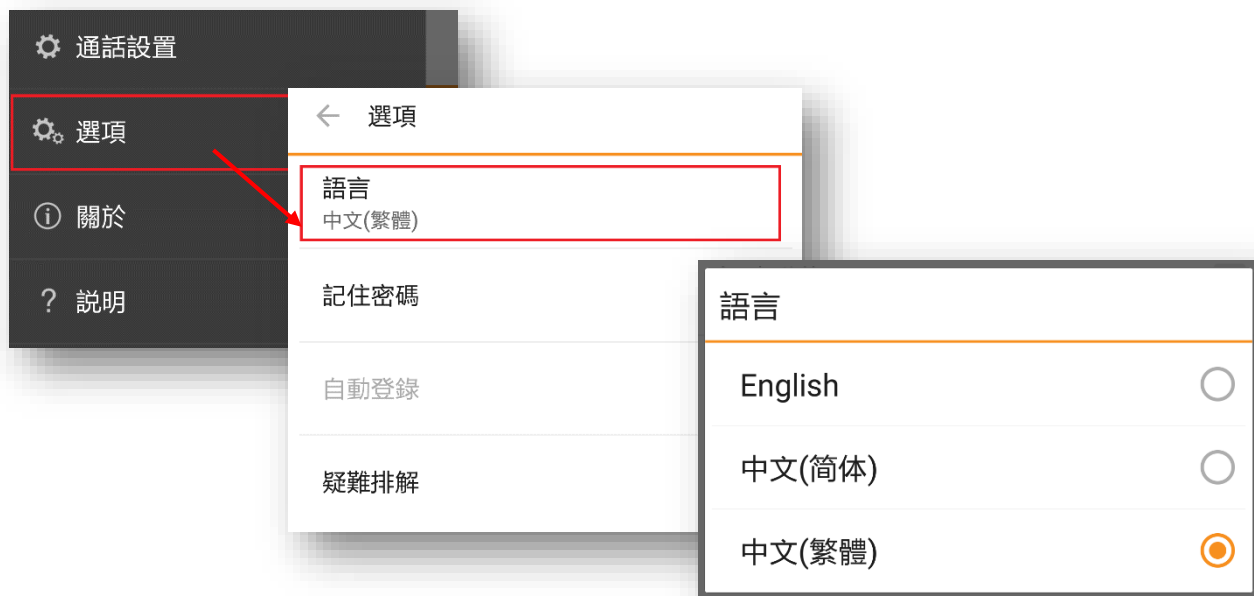 通話設置
選項
關於
? 説明
選項
語言
中文(繁體)
記住密碼
自動登錄
疑難排解
語言
English
中文(简体)
中文(繁體)